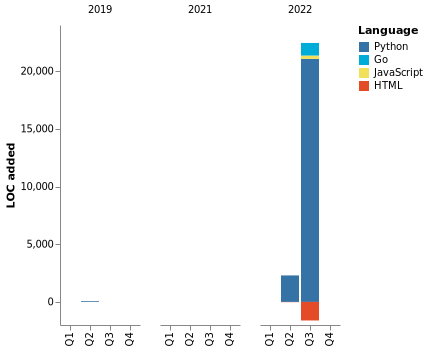 2019 2021 2022
Language
Python
Go
JavaScript
HTML
LOC added
20,000
15,000
10,000
5,000
0
Q1 Q2 Q3 Q4 Q1 Q2 Q3 Q4 Q1 Q2 Q3 Q4